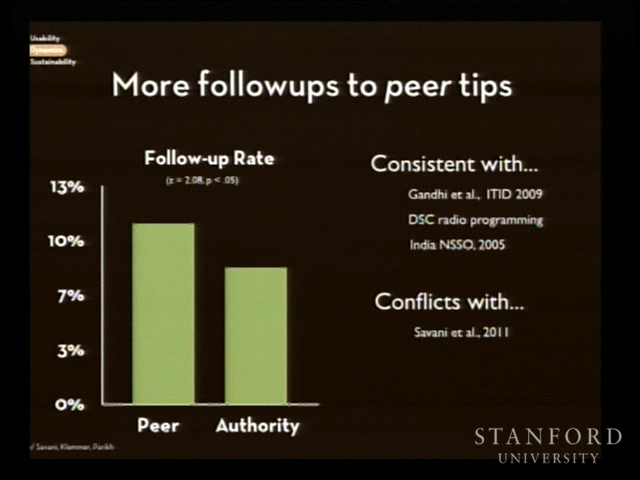 Usability
Dynamics
Sustainability
More followups to peer tips
Follow-up Rate
(z = 2.08, p < .05)
13%
10%
7%
3%
0%
Peer
Authority
Consistent with...
Gandhi et al., ITID 2009
DSC radio programming
India NSSO, 2005
Conflicts with...
Savani et al., 2011
w/ Savani, Klemmer, Parikh
STANFORD
UNIVERSITY